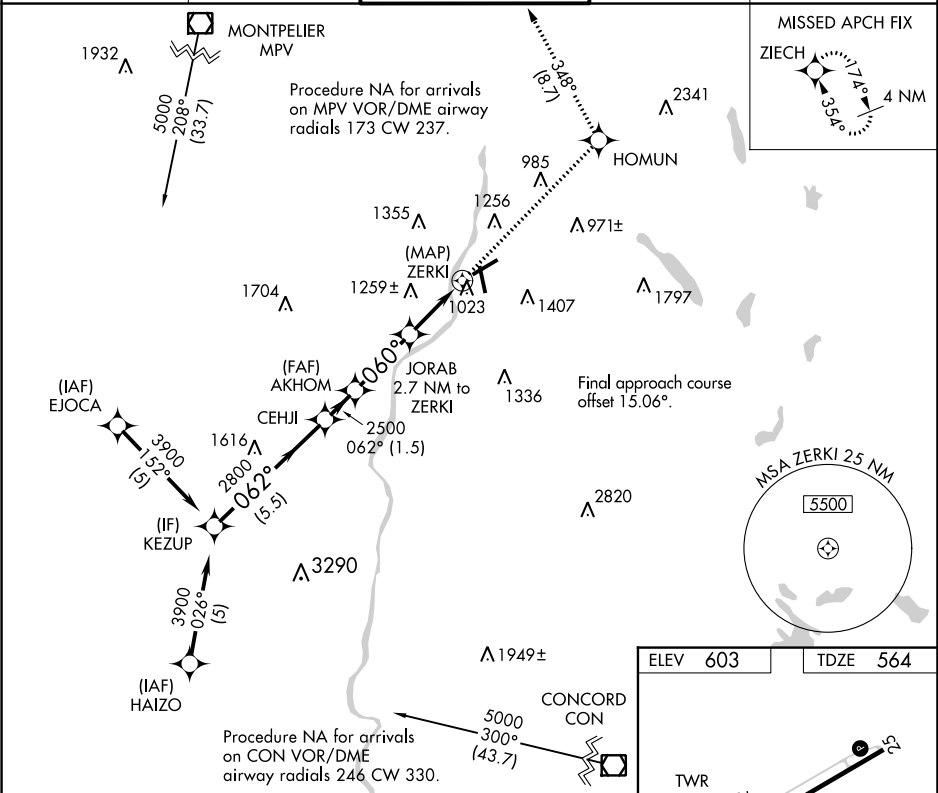 MONTPELIER
MPV
1932
5000
208°
(33.7)
Procedure NA for arrivals
on MPV VOR/DME airway
radials 173 CW 237.
348°
(8.7)
2341
HOMUN
MISSED APCH FIX
ZIECH
174°
354°
4 NM
985
1256
1355
971±
(MAP)
ZERKI
1259±
1023
1704
1407
1797
060°
(FAF)
AKHOM
JORAB
2.7 NM to
ZERKI
1336
Final approach course
offset 15.06°.
(IAF)
EJOCA
CEHJI
2500
062° (1.5)
3900
152°
(5)
1616
2800
062°
(5.5)
MSA ZERKI 25 NM
5500
2820
(IF)
KEZUP
3290
3900
026°
(5)
1949±
(IAF)
HAIZO
CONCORD
CON
5000
300°
(43.7)
Procedure NA for arrivals
on CON VOR/DME
airway radials 246 CW 330.
ELEV 603
TDZE 564
P
25
TWR